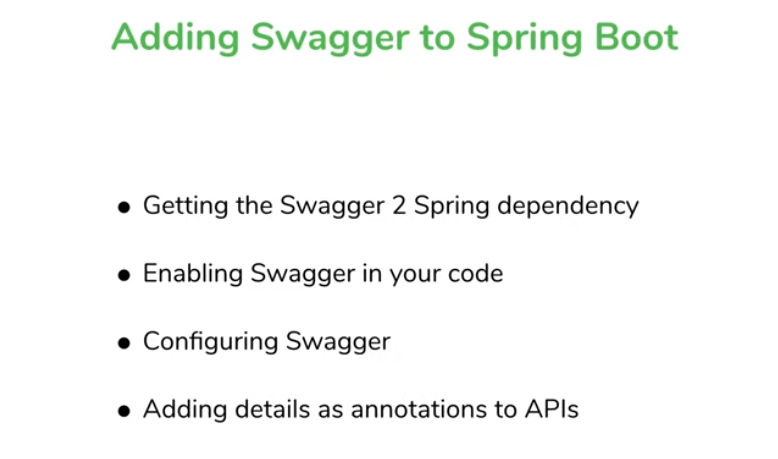 Adding Swagger to Spring Boot
● Getting the Swagger 2 Spring dependency
● Enabling Swagger in your code
● Configuring Swagger
● Adding details as annotations to APIs